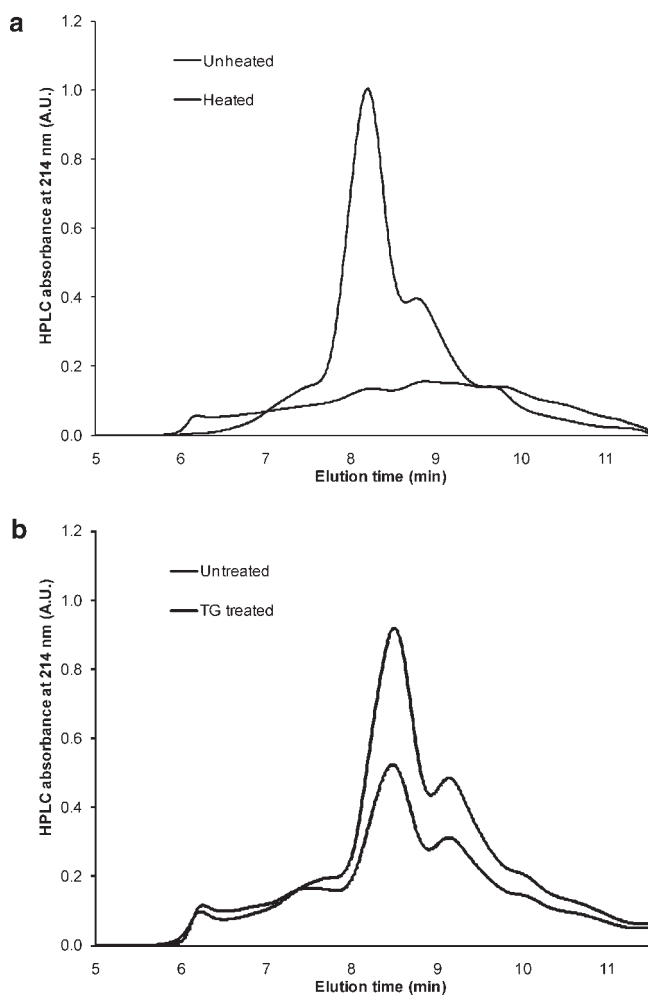 a
HPLC absorbance at 214 nm (A.U.)
1.2
1.0
0.8
0.6
0.4
0.2
0.0
Unheated
Heated
5 6 7 8 9 10 11
Elution time (min)
b
HPLC absorbance at 214 nm (A.U.)
1.2
1.0
0.8
0.6
0.4
0.2
0.0
Untreated
TG treated
5 6 7 8 9 10 11
Elution time (min)